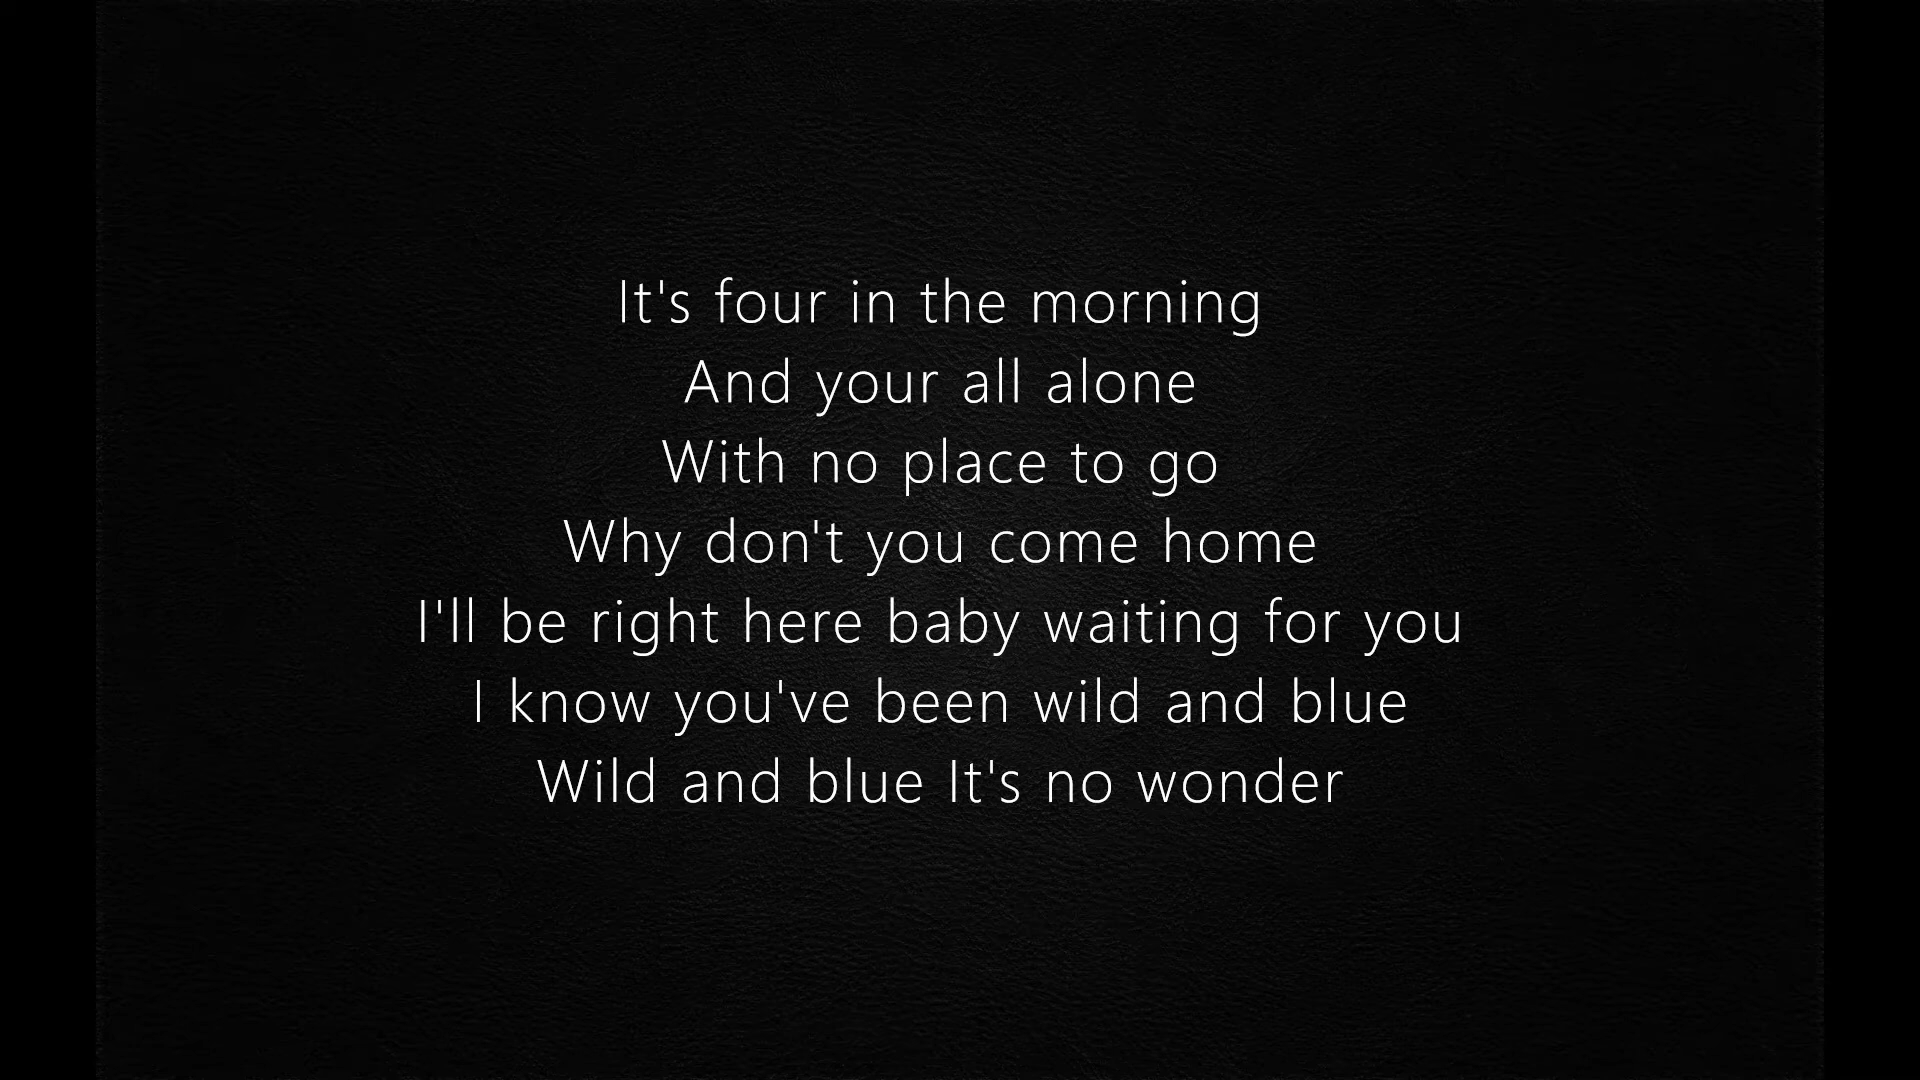 It's four in the morning
And your all alone
With no place to go
Why don't you come home
I'll be right here baby waiting for you
I know you've been wild and blue
Wild and blue It's no wonder